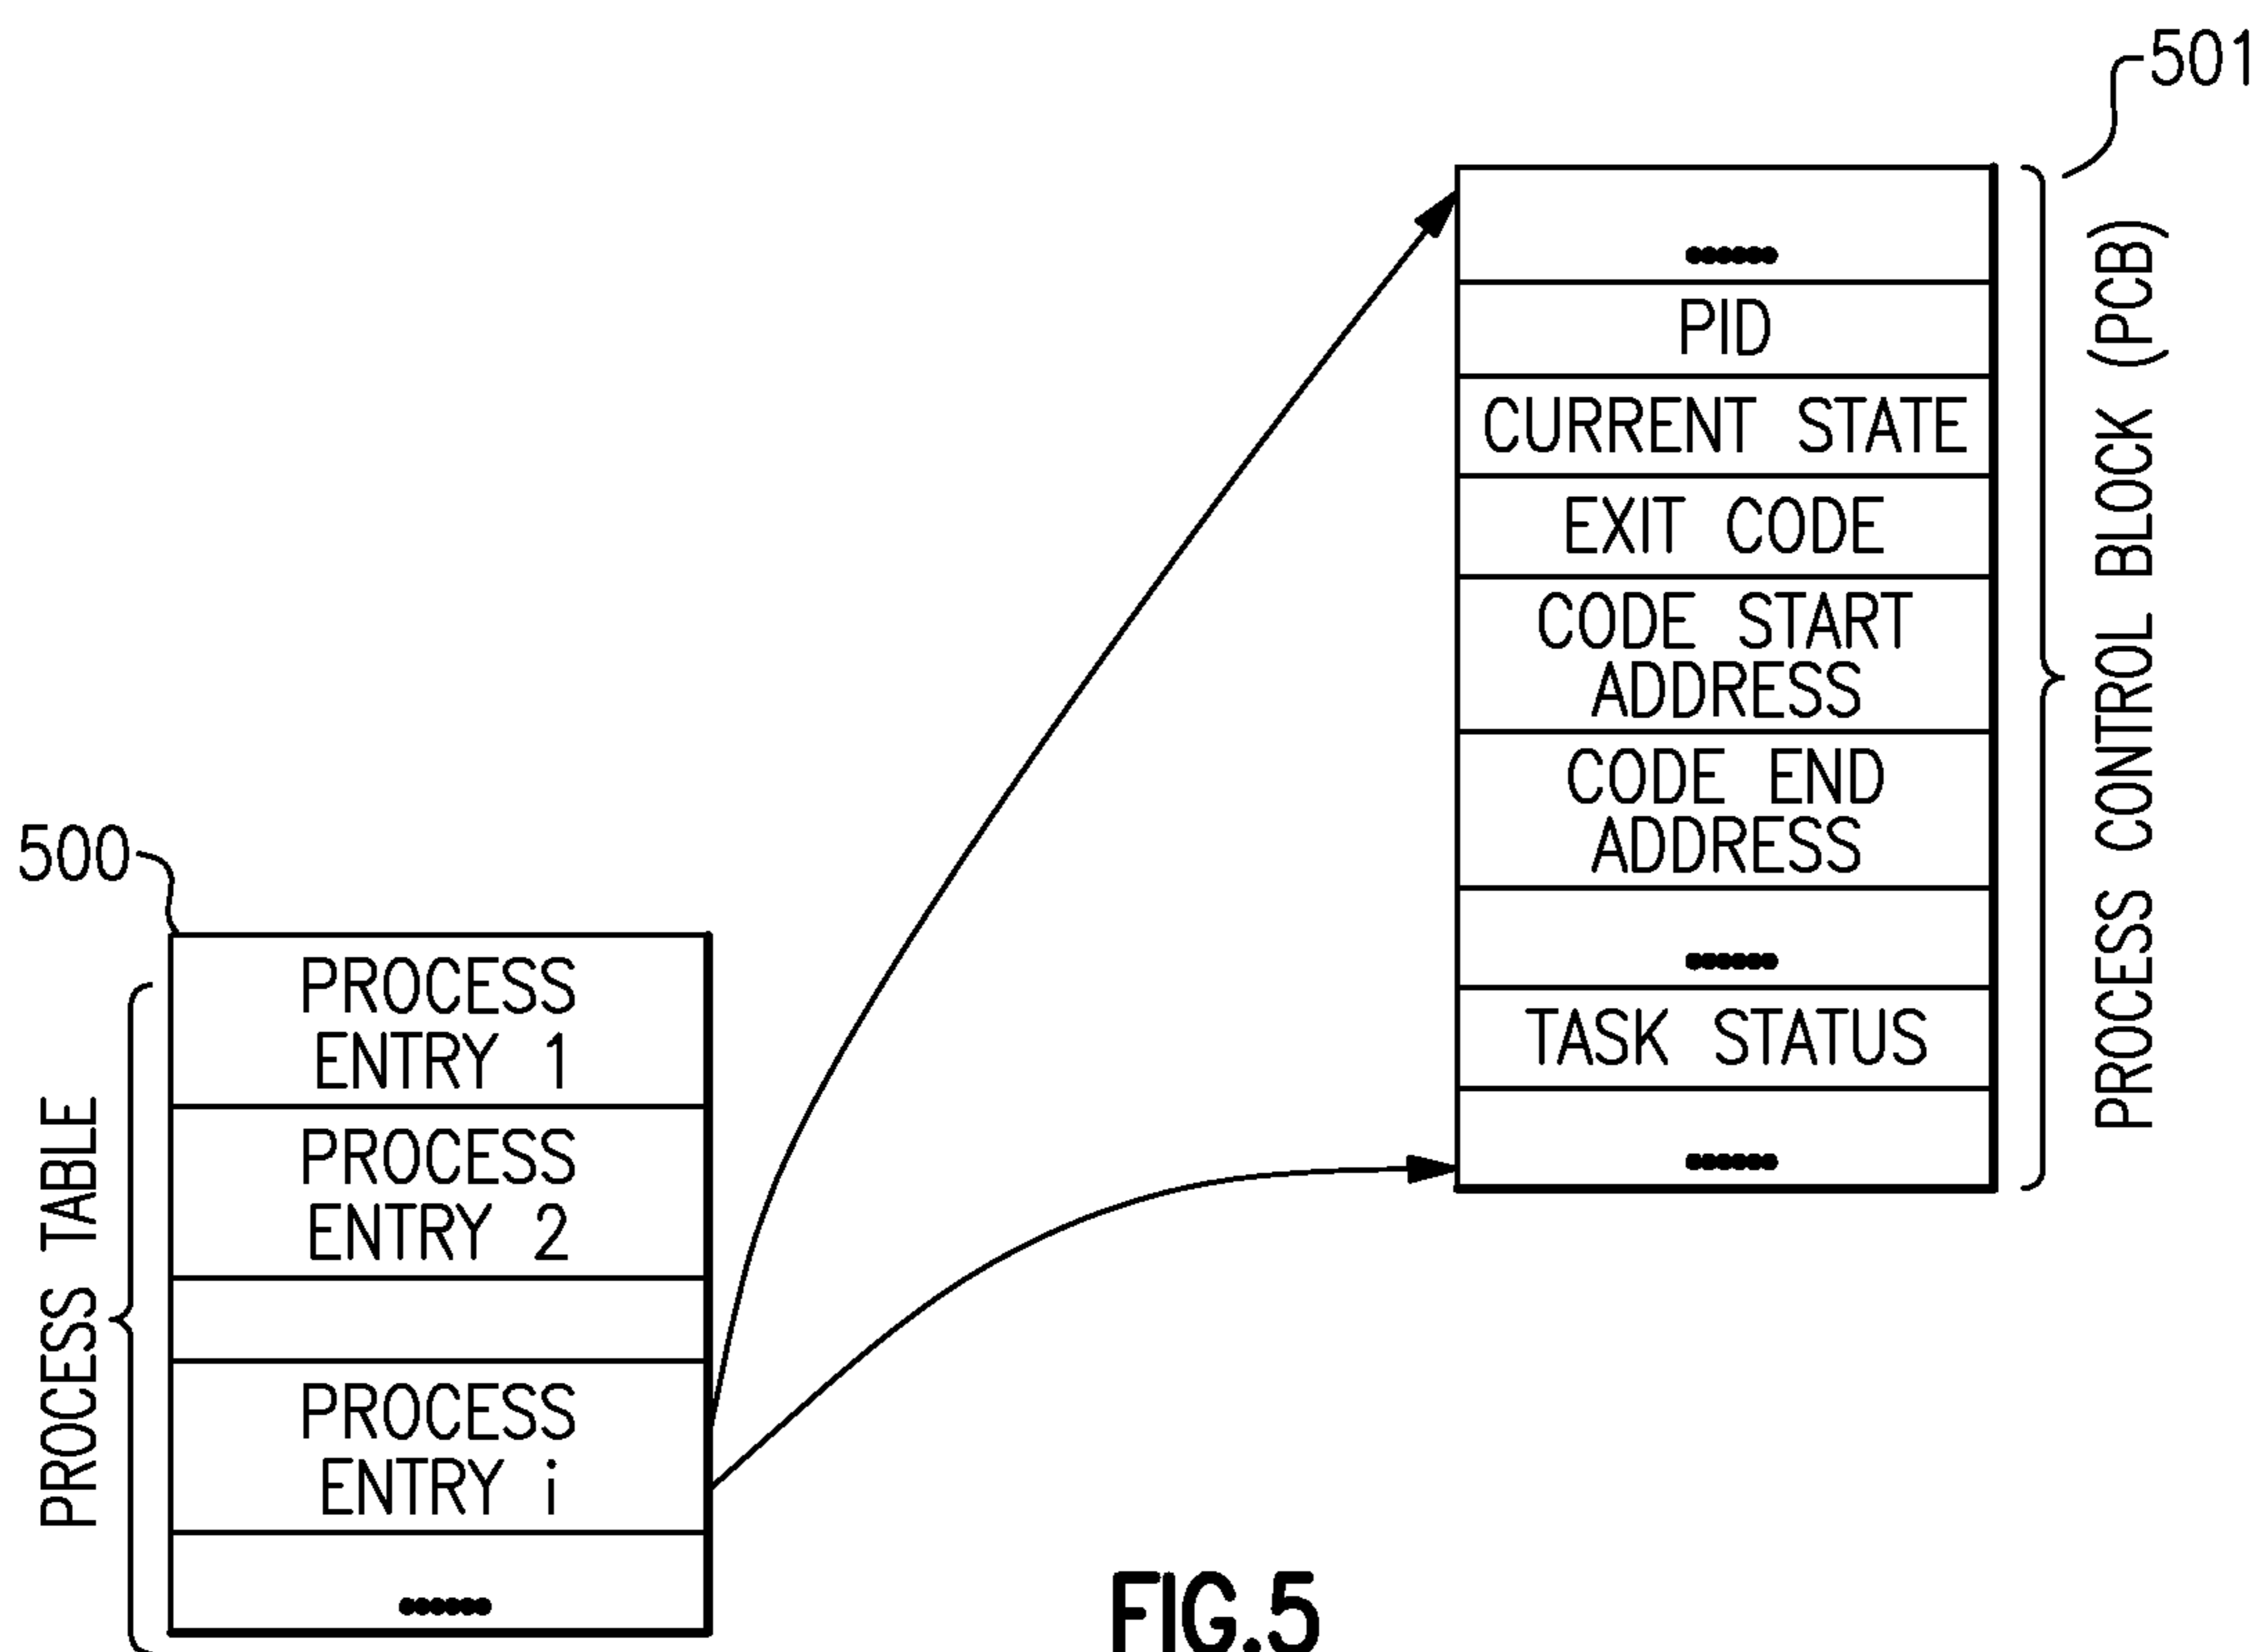 501
PID
CURRENT STATE
EXIT CODE
CODE START
ADDRESS
CODE END
ADDRESS
......
TASK STATUS
......
PROCESS CONTROL BLOCK (PCB)
500
PROCESS
ENTRY 1
PROCESS
ENTRY 2
PROCESS
ENTRY i
......
PROCESS TABLE
FIG.5